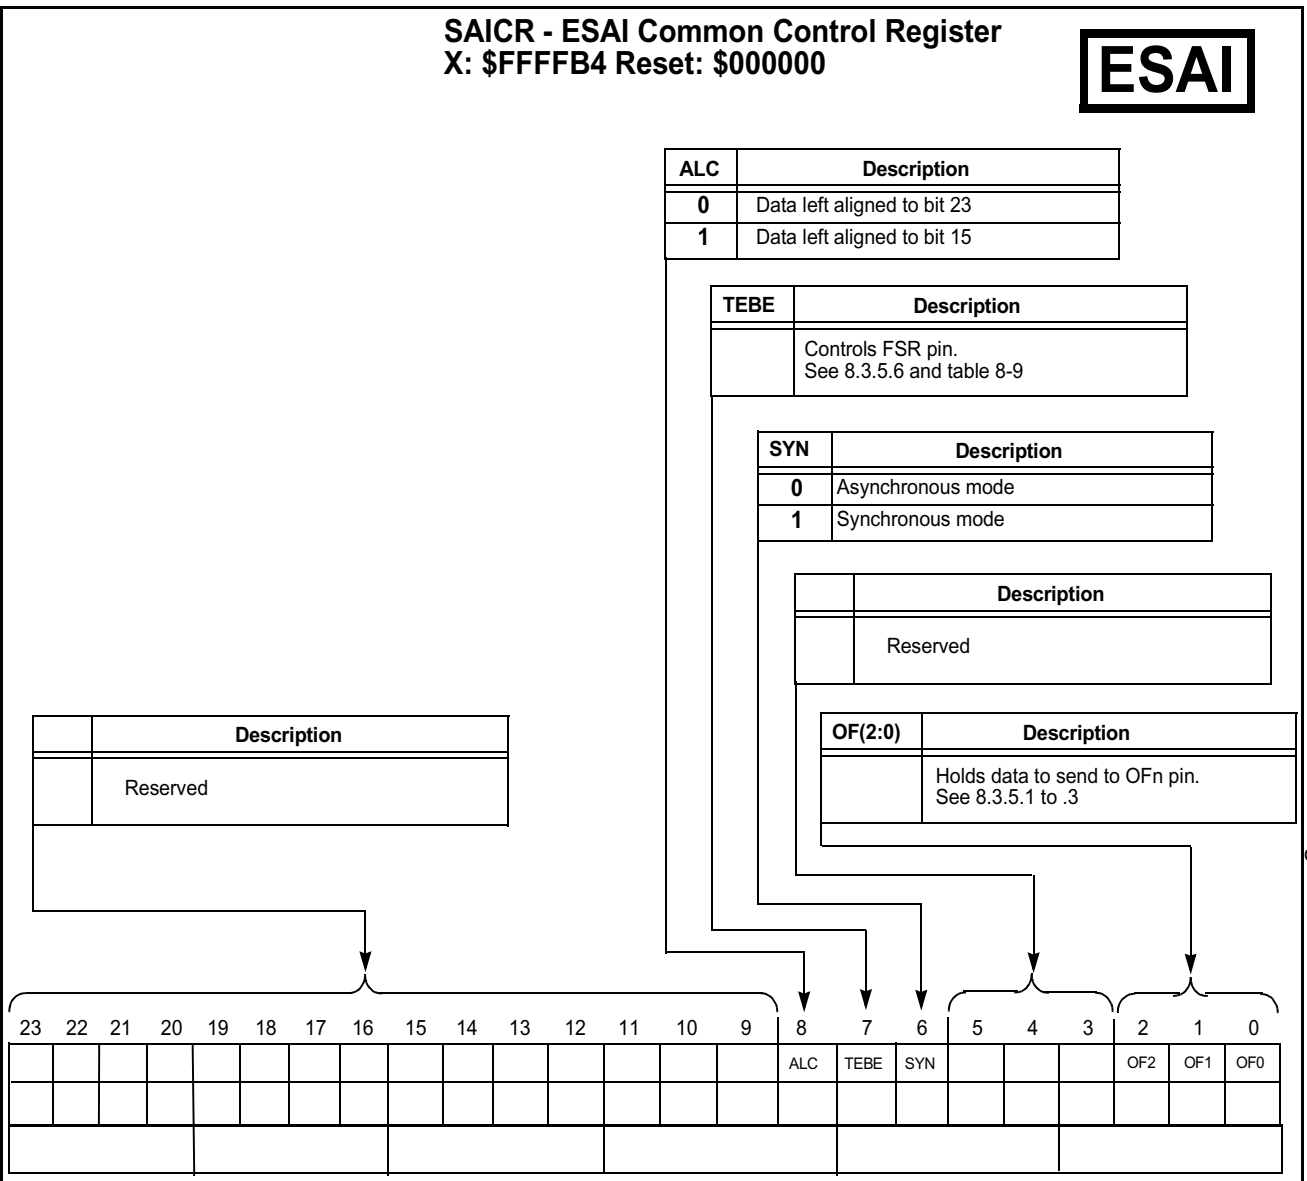 SAICR - ESAI Common Control Register
X: $FFFFB4 Reset: $000000
ESAI
ALC Description
0 Data left aligned to bit 23
1 Data left aligned to bit 15
TEBE Description
Controls FSR pin.
See 8.3.5.6 and table 8-9
SYN Description
0 Asynchronous mode
1 Synchronous mode
Description
Reserved
Description
Reserved
OF(2:0) Description
Holds data to send to OFn pin.
See 8.3.5.1 to .3
23 22 21 20 19 18 17 16 15 14 13 12 11 10 9 8 7 6 5 4 3 2 1 0
ALC TEBE SYN OF2 OF1 OF0